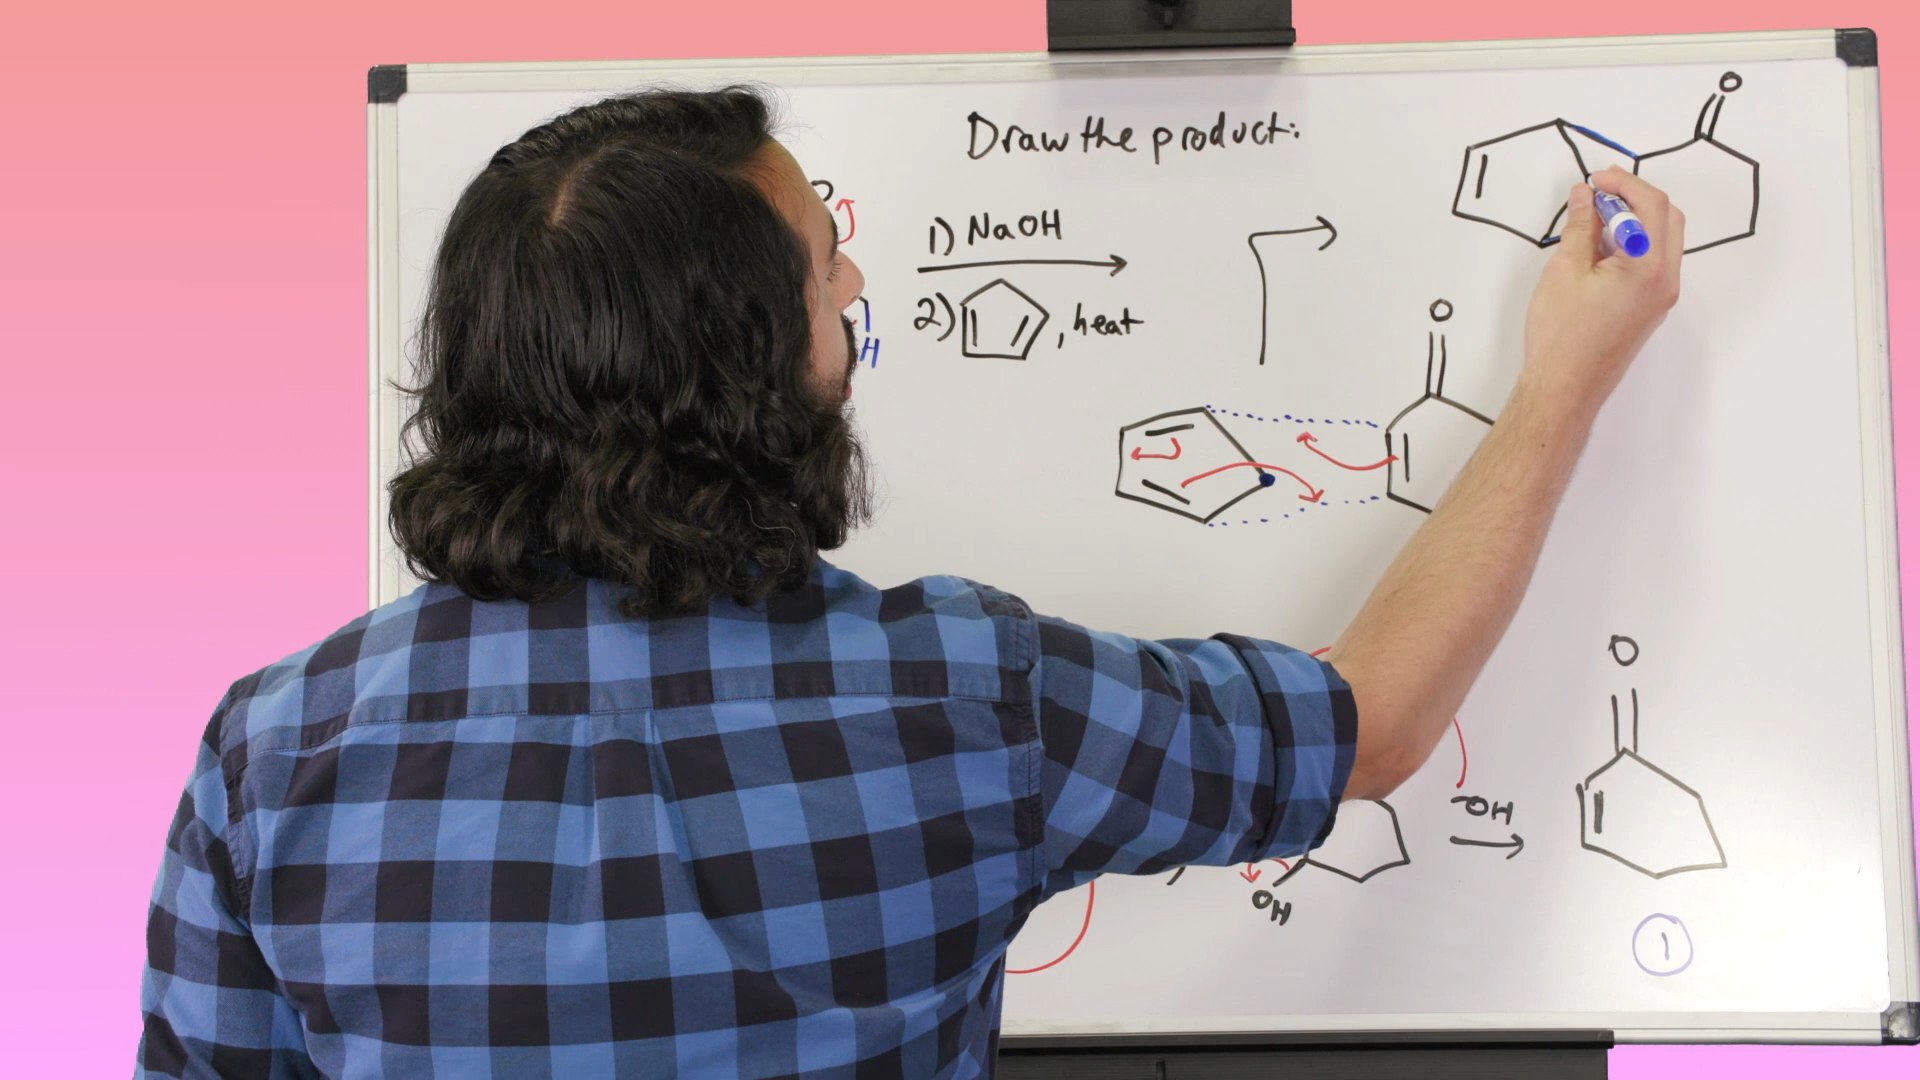 Draw the product:
O
O
1) NaOH
2) , heat
H
O
O
-OH
OH
1